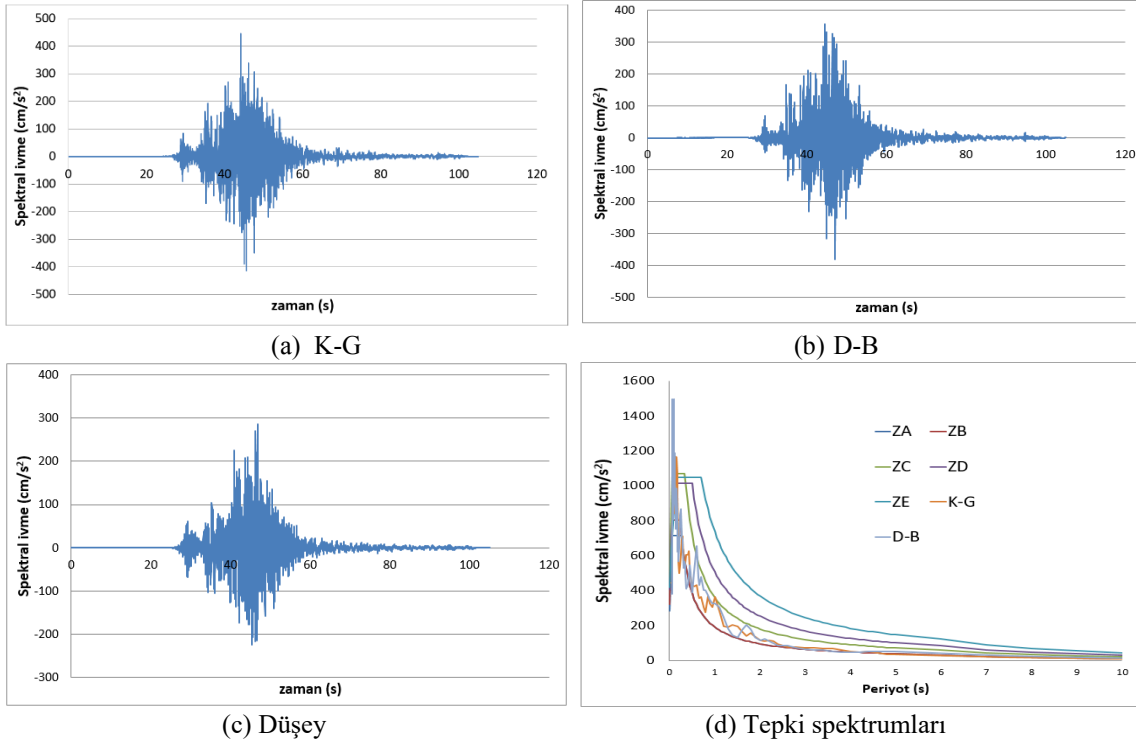 500
400
300
200
100
0
-100
-200
-300
-400
-500
0 20 40 60 80 100 120
Spektral ivme (cm/s²)
zaman (s)
(a) K-G
400
300
200
100
0
-100
-200
-300
-400
-500
0 20 40 60 80 100 120
Spektral ivme (cm/s²)
zaman (s)
(b) D-B
400
300
200
100
0
-100
-200
-300
0 20 40 60 80 100 120
Spektral ivme (cm/s²)
zaman (s)
(c) Düşey
1600
1400
1200
1000
800
600
400
200
0
0 1 2 3 4 5 6 7 8 9 10
Spektral ivme (cm/s²)
Periyot (s)
ZA ZB
ZC ZD
ZE K-G
D-B
(d) Tepki spektrumları